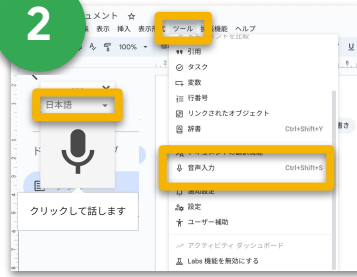 2
ュメント ☆
表示 挿入 表示形 ツール 拡張機能 ヘルプ
100%
引用
タスク
変数
行番号
リンクされたオブジェクト
辞書 Ctrl+Shift+Y
音声入力 Ctrl+Shift+S
設定
ユーザー補助
アクティビティ ダッシュボード
Labs 機能を無効にする
日本語
クリックして話します
書き